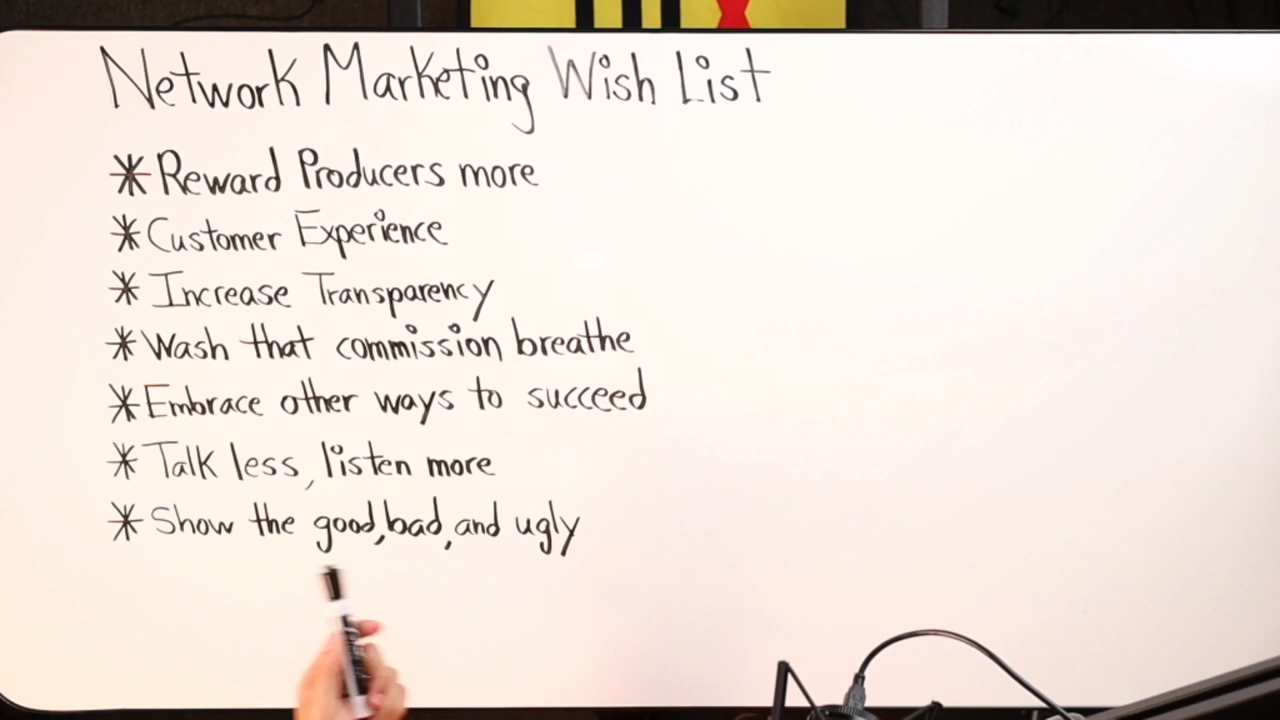 Network Marketing Wish List
* Reward Producers more
* Customer Experience
* Increase Transparency
* Wash that commission breathe
* Embrace other ways to succeed
* Talk less, listen more
* Show the good, bad, and ugly